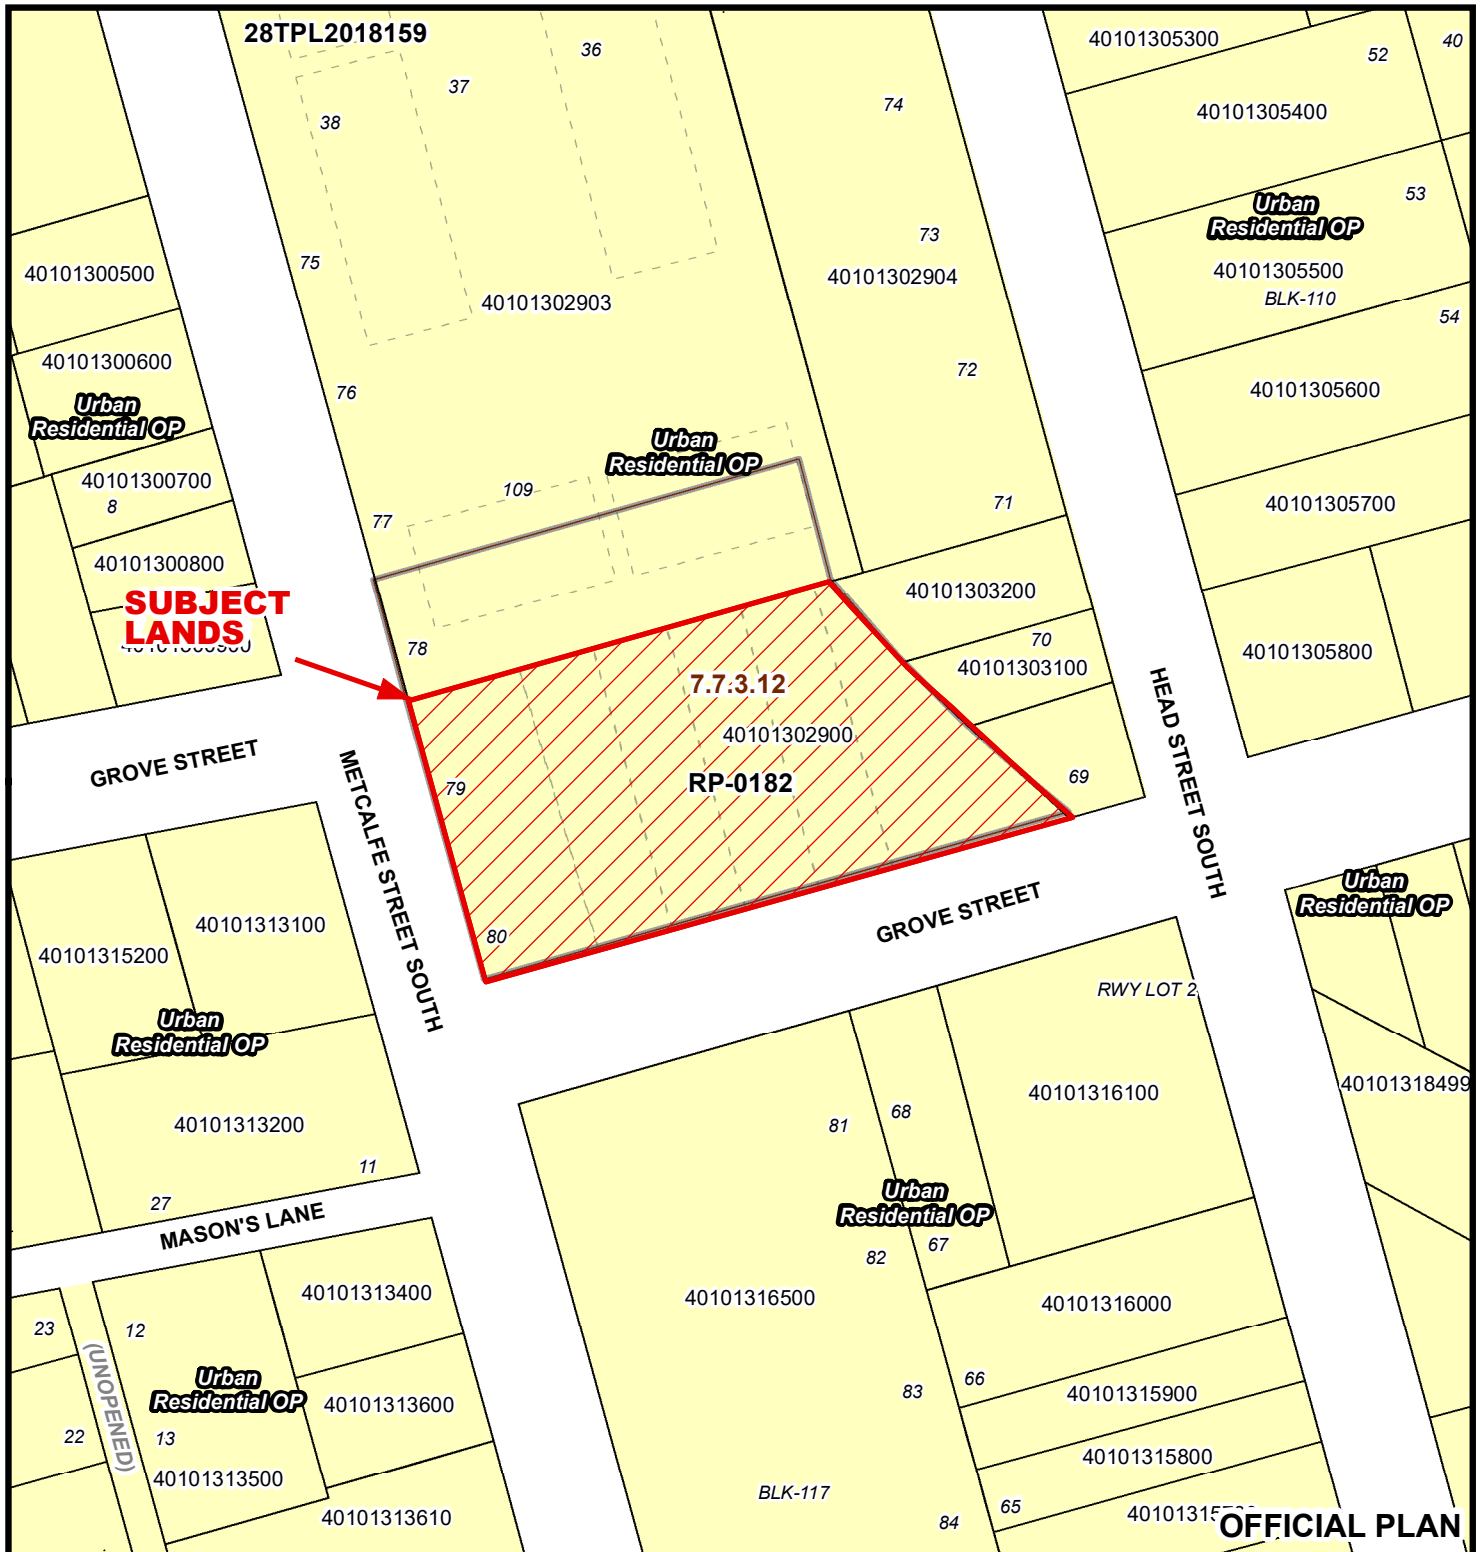 28TPL2018159
36
40101305300
52
40
37
74
38
40101305400
53
Urban
Residential OP
73
75
40101300500
40101302904
40101305500
40101302903
BLK-110
54
40101300600
72
76
40101305600
Urban
Residential OP
Urban
Residential OP
40101300700
109
71
40101305700
8
77
40101300800
40101303200
SUBJECT
LANDS
70
78
40101303100
40101305800
7.7.3.12
40101302900
GROVE STREET
METCALFE STREET SOUTH
HEAD STREET SOUTH
79
RP-0182
69
80
GROVE STREET
Urban
Residential OP
40101313100
40101315200
RWY LOT 2
Urban
Residential OP
40101318499
40101316100
81
68
40101313200
11
27
MASON'S LANE
Urban
Residential OP
67
82
40101313400
40101316500
40101316000
23
12
(UNOPENED)
Urban
Residential OP
66
83
40101315900
40101313600
22
13
40101315800
40101313500
BLK-117
65
84
40101313610
OFFICIAL PLAN